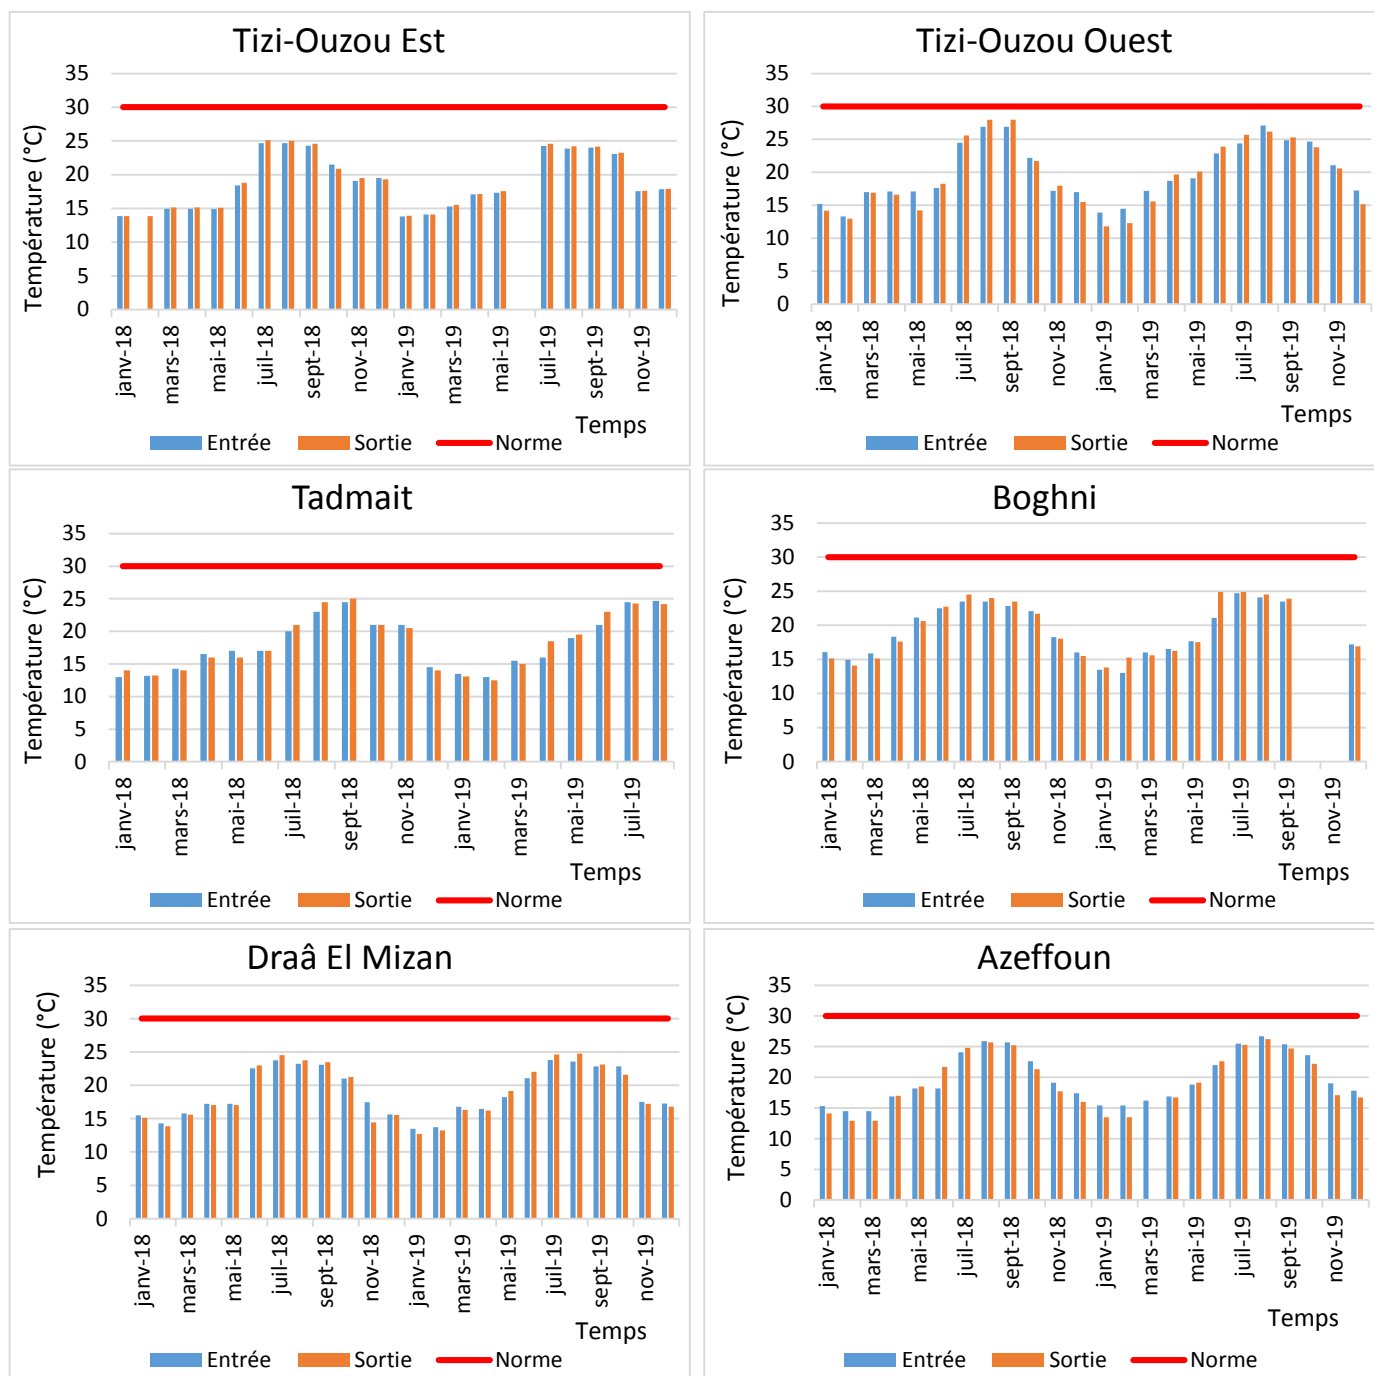 Tizi-Ouzou Est
Température (°C)
35
30
25
20
15
10
5
0
janv-18
mars-18
mai-18
juil-18
sept-18
nov-18
janv-19
mars-19
mai-19
juil-19
sept-19
nov-19
Temps
Entrée Sortie Norme
Tizi-Ouzou Ouest
Température (°C)
35
30
25
20
15
10
5
0
janv-18
mars-18
mai-18
juil-18
sept-18
nov-18
janv-19
mars-19
mai-19
juil-19
sept-19
nov-19
Temps
Entrée Sortie Norme
Tadmait
Température (°C)
35
30
25
20
15
10
5
0
janv-18
mars-18
mai-18
juil-18
sept-18
nov-18
janv-19
mars-19
mai-19
juil-19
Temps
Entrée Sortie Norme
Boghni
Température (°C)
35
30
25
20
15
10
5
0
janv-18
mars-18
mai-18
juil-18
sept-18
nov-18
janv-19
mars-19
mai-19
juil-19
sept-19
nov-19
Temps
Entrée Sortie Norme
Draâ El Mizan
Température (°C)
35
30
25
20
15
10
5
0
janv-18
mars-18
mai-18
juil-18
sept-18
nov-18
janv-19
mars-19
mai-19
juil-19
sept-19
nov-19
Temps
Entrée Sortie Norme
Azeffoun
Température (°C)
35
30
25
20
15
10
5
0
janv-18
mars-18
mai-18
juil-18
sept-18
nov-18
janv-19
mars-19
mai-19
juil-19
sept-19
nov-19
Temps
Entrée Sortie Norme